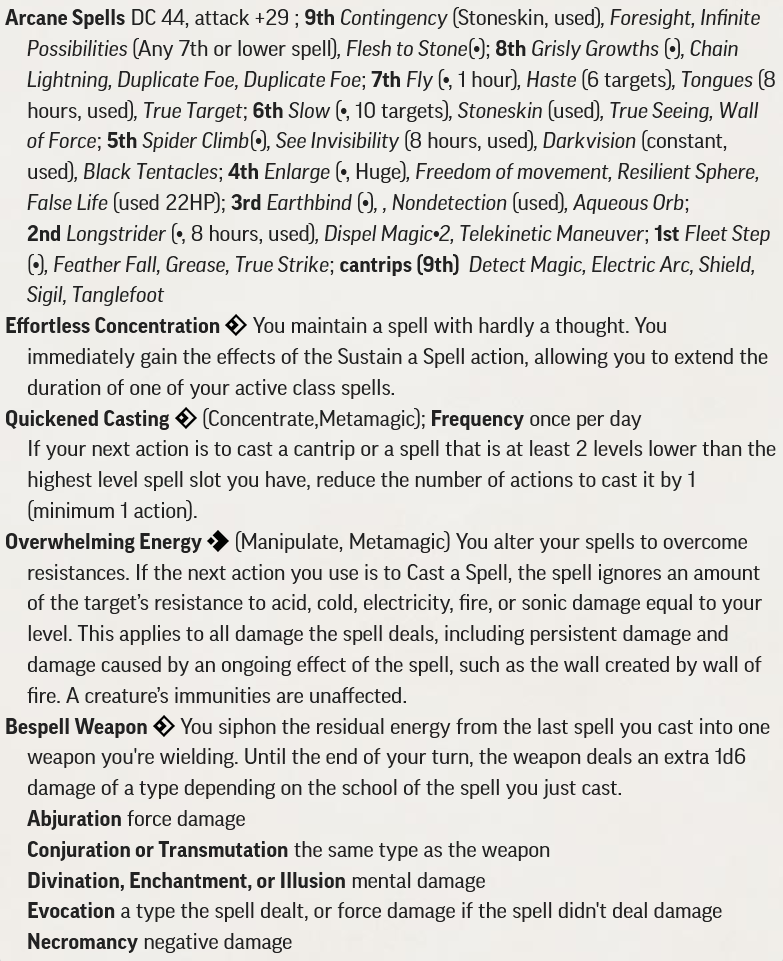 Arcane Spells DC 44, attack +29 ; 9th Contingency (Stoneskin, used), Foresight, Infinite
Possibilities (Any 7th or lower spell), Flesh to Stone(•); 8th Grisly Growths (•), Chain
Lightning, Duplicate Foe, Duplicate Foe; 7th Fly (•, 1 hour), Haste (6 targets), Tongues (8
hours, used), True Target; 6th Slow (•, 10 targets), Stoneskin (used), True Seeing, Wall
of Force; 5th Spider Climb(•), See Invisibility (8 hours, used), Darkvision (constant,
used), Black Tentacles; 4th Enlarge (•, Huge), Freedom of movement, Resilient Sphere,
False Life (used 22HP); 3rd Earthbind (•), , Nondetection (used), Aqueous Orb;
2nd Longstrider (•, 8 hours, used), Dispel Magic•2, Telekinetic Maneuver; 1st Fleet Step
(•), Feather Fall, Grease, True Strike; cantrips (9th) Detect Magic, Electric Arc, Shield,
Sigil, Tanglefoot
Effortless Concentration You maintain a spell with hardly a thought. You
immediately gain the effects of the Sustain a Spell action, allowing you to extend the
duration of one of your active class spells.
Quickened Casting (Concentrate,Metamagic); Frequency once per day
If your next action is to cast a cantrip or a spell that is at least 2 levels lower than the
highest level spell slot you have, reduce the number of actions to cast it by 1
(minimum 1 action).
Overwhelming Energy (Manipulate, Metamagic) You alter your spells to overcome
resistances. If the next action you use is to Cast a Spell, the spell ignores an amount
of the target's resistance to acid, cold, electricity, fire, or sonic damage equal to your
level. This applies to all damage the spell deals, including persistent damage and
damage caused by an ongoing effect of the spell, such as the wall created by wall of
fire. A creature's immunities are unaffected.
Bespell Weapon You siphon the residual energy from the last spell you cast into one
weapon you're wielding. Until the end of your turn, the weapon deals an extra 1d6
damage of a type depending on the school of the spell you just cast.
Abjuration force damage
Conjuration or Transmutation the same type as the weapon
Divination, Enchantment, or Illusion mental damage
Evocation a type the spell dealt, or force damage if the spell didn't deal damage
Necromancy negative damage